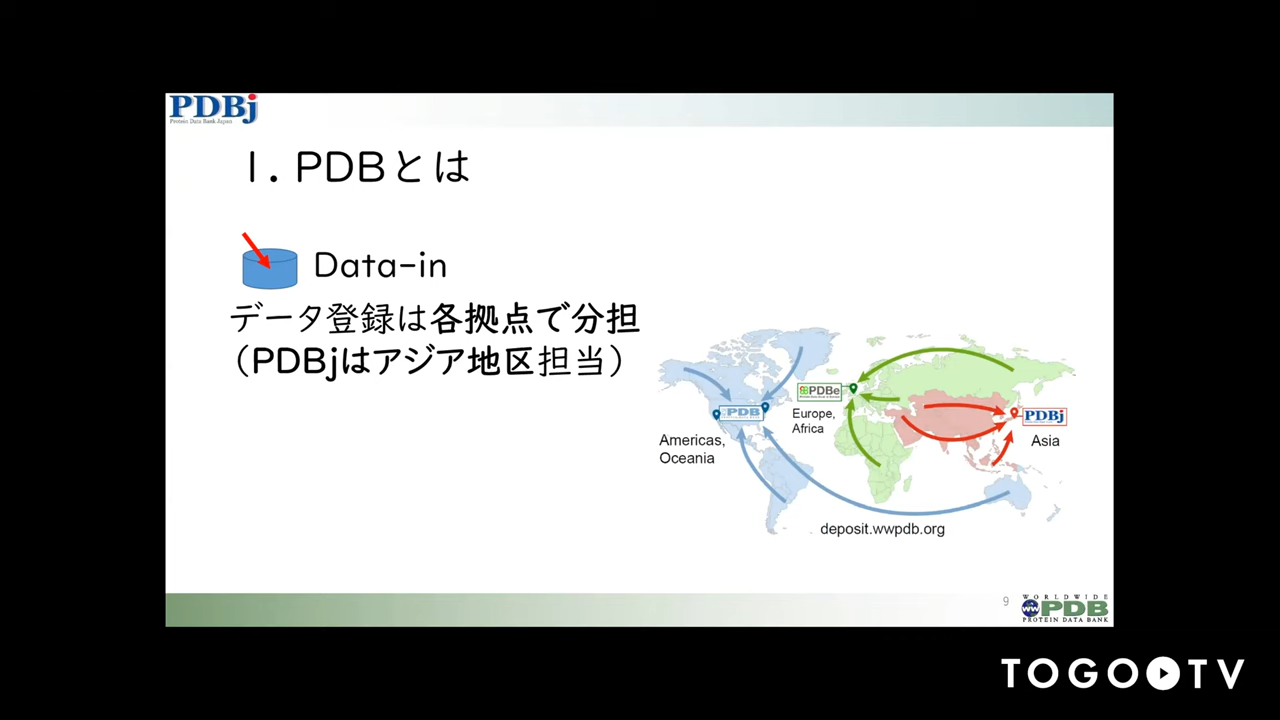 PDBj
Protein Data Bank Japan
1. PDBとは
Data-in
データ登録は各拠点で分担
(PDBjはアジア地区担当)
PDB
PDBe
Europe,
Africa
PDBj
Americas,
Oceania
Asia
deposit.wwpdb.org
9
WORLDWIDE
wwPDB
PROTEIN DATA BANK
TOGO TV